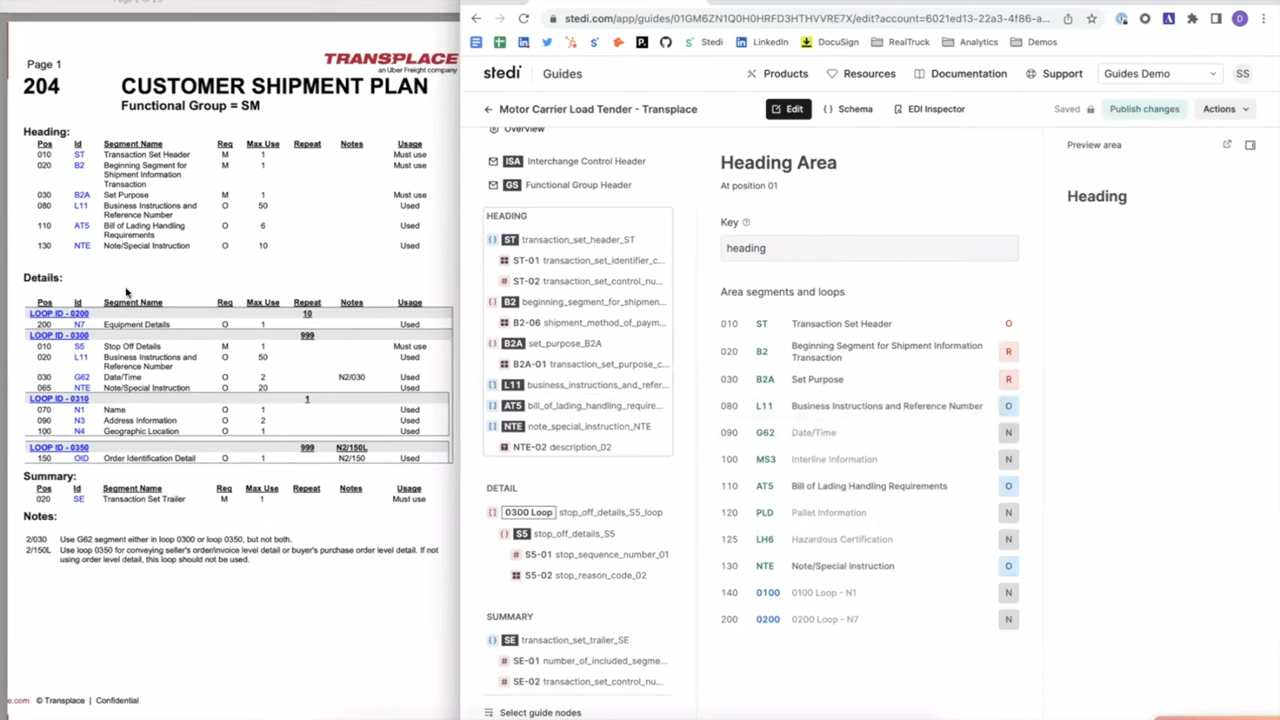 Page 2 of 25
Page 1
TRANSPLACE
an Uber Freight company
204 CUSTOMER SHIPMENT PLAN
Functional Group = SM
Heading:
Pos Id Segment Name Req Max Use Repeat Notes Usage
010 ST Transaction Set Header M 1 Must use
020 B2 Beginning Segment for M 1 Must use
Shipment Information
Transaction
030 B2A Set Purpose M 1 Must use
080 L11 Business Instructions and O 50 Used
Reference Number
110 AT5 Bill of Lading Handling O 6 Used
Requirements
130 NTE Note/Special Instruction O 10 Used
Details:
Pos Id Segment Name Req Max Use Repeat Notes Usage
LOOP ID - 0200 10
200 N7 Equipment Details O 1 Used
LOOP ID - 0300 999
010 S5 Stop Off Details M 1 Must use
020 L11 Business Instructions and O 50 Used
Reference Number
030 G62 Date/Time O 2 N2/030 Used
065 NTE Note/Special Instruction O 20 Used
LOOP ID - 0310 1
070 N1 Name O 1 Used
090 N3 Address Information O 2 Used
100 N4 Geographic Location O 1 Used
LOOP ID - 0350 999 N2/150L
150 OID Order Identification Detail O 1 N2/150 Used
Summary:
Pos Id Segment Name Req Max Use Repeat Notes Usage
020 SE Transaction Set Trailer M 1 Must use
Notes:
2/030 Use G62 segment either in loop 0300 or loop 0350, but not both.
2/150L Use loop 0350 for conveying seller's order/invoice level detail or buyer's purchase order level detail. If not
using order level detail, this loop should not be used.
e.com © Transplace | Confidential
stedi.com/app/guides/01GM6ZN1Q0H0HRFD3HTHVVRE7X/edit?account=6021ed13-22a3-4f86-a...
D
Stedi LinkedIn DocuSign RealTruck Analytics Demos
stedi Guides Products Resources Documentation Support Guides Demo SS
Motor Carrier Load Tender - Transplace Edit Schema EDI Inspector Saved Publish changes Actions
Overview
ISA Interchange Control Header
GS Functional Group Header
HEADING
ST transaction_set_header_ST
ST-01 transaction_set_identifier_c...
ST-02 transaction_set_control_nu...
B2 beginning_segment_for_shipmen...
B2-06 shipment_method_of_paym...
B2A set_purpose_B2A
B2A-01 transaction_set_purpose_c...
L11 business_instructions_and_refer...
AT5 bill_of_lading_handling_require...
NTE note_special_instruction_NTE
NTE-02 description_02
DETAIL
0300 Loop stop_off_details_S5_loop
S5 stop_off_details_S5
S5-01 stop_sequence_number_01
S5-02 stop_reason_code_02
SUMMARY
SE transaction_set_trailer_SE
SE-01 number_of_included_segme...
SE-02 transaction_set_control_nu...
Select guide nodes
Heading Area
At position 01
Key
heading
Area segments and loops
010 ST Transaction Set Header O
020 B2 Beginning Segment for Shipment Information R
Transaction
030 B2A Set Purpose R
080 L11 Business Instructions and Reference Number O
090 G62 Date/Time N
100 MS3 Interline Information N
110 AT5 Bill of Lading Handling Requirements O
120 PLD Pallet Information N
125 LH6 Hazardous Certification N
130 NTE Note/Special Instruction O
140 0100 0100 Loop - N1 N
200 0200 0200 Loop - N7 N
Preview area
Heading